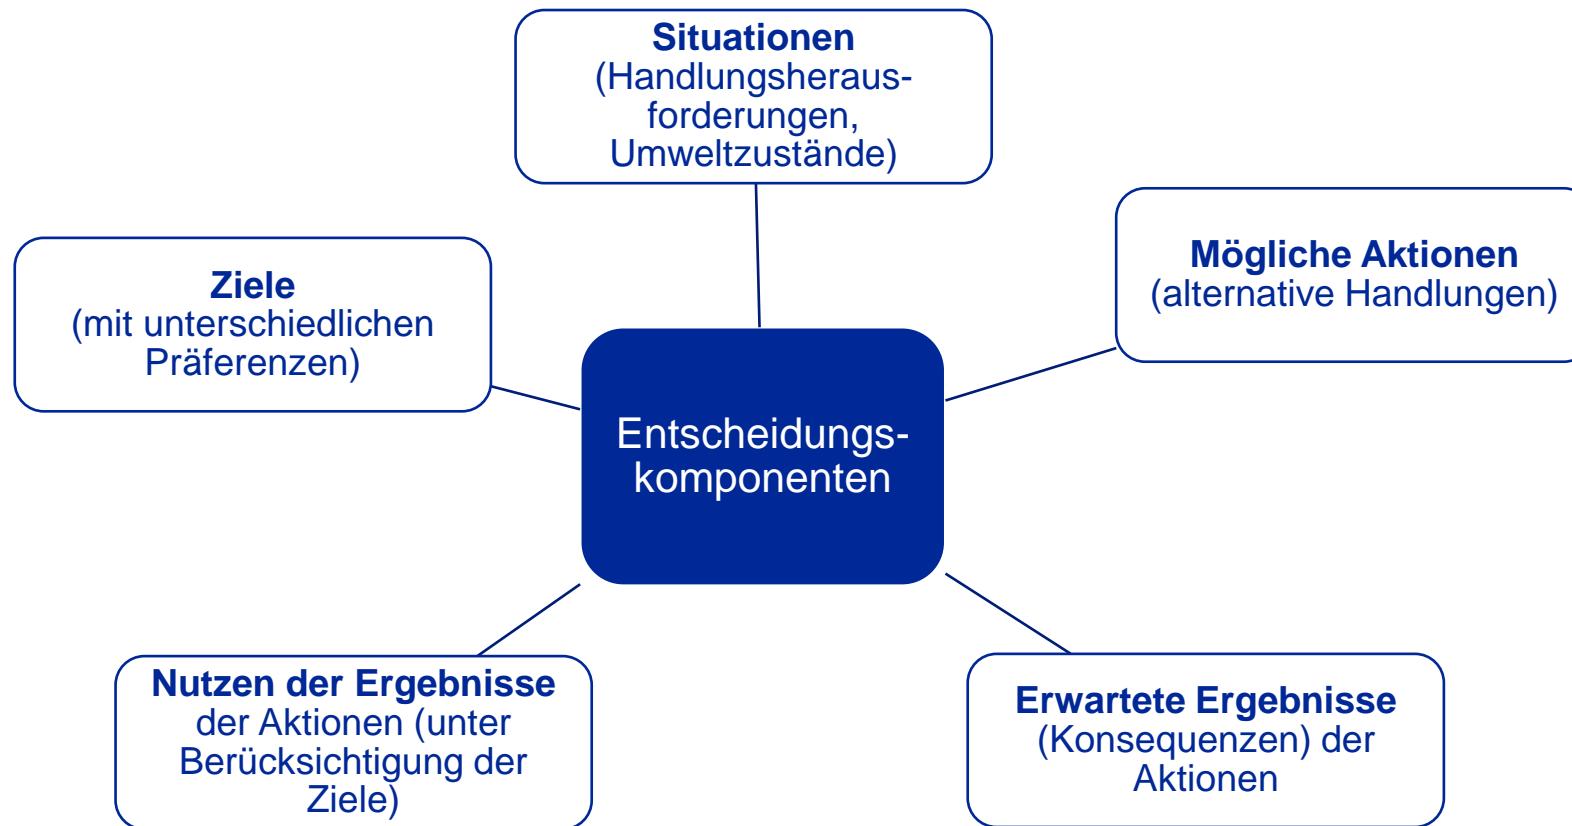 Situationen
(Handlungsheraus-
forderungen,
Umweltzustände)
Mögliche Aktionen
(alternative Handlungen)
Ziele
(mit unterschiedlichen
Präferenzen)
Entscheidungs-
komponenten
Nutzen der Ergebnisse
der Aktionen (unter
Berücksichtigung der
Ziele)
Erwartete Ergebnisse
(Konsequenzen) der
Aktionen